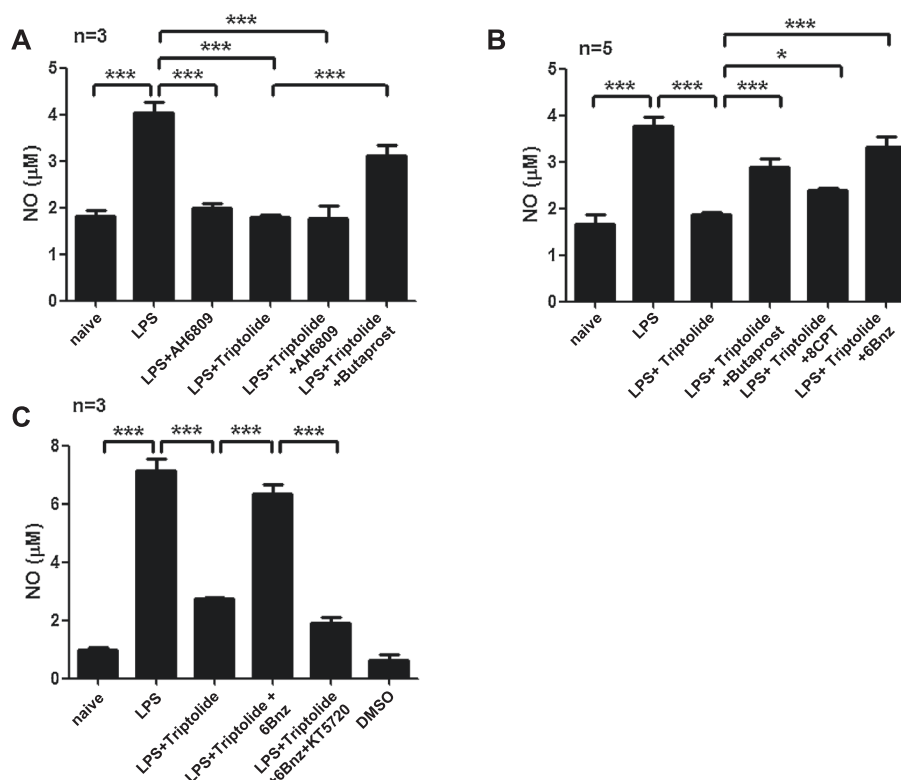 A
n=3
***
***
***
***
***
NO (µM)
5
4
3
2
1
0
naive
LPS
LPS+AH6809
LPS+Triptolide
LPS+Triptolide
+AH6809
LPS+Triptolide
+Butaprost
B
n=5
***
*
***
***
***
NO (µM)
5
4
3
2
1
0
naive
LPS
LPS+ Triptolide
LPS+ Triptolide
+Butaprost
LPS+ Triptolide
+8CPT
LPS+ Triptolide
+6Bnz
C
n=3
***
***
***
***
NO (µM)
8
6
4
2
0
naive
LPS
LPS+Triptolide
LPS+Triptolide +
6Bnz
LPS+Triptolide
+6Bnz+KT5720
DMSO